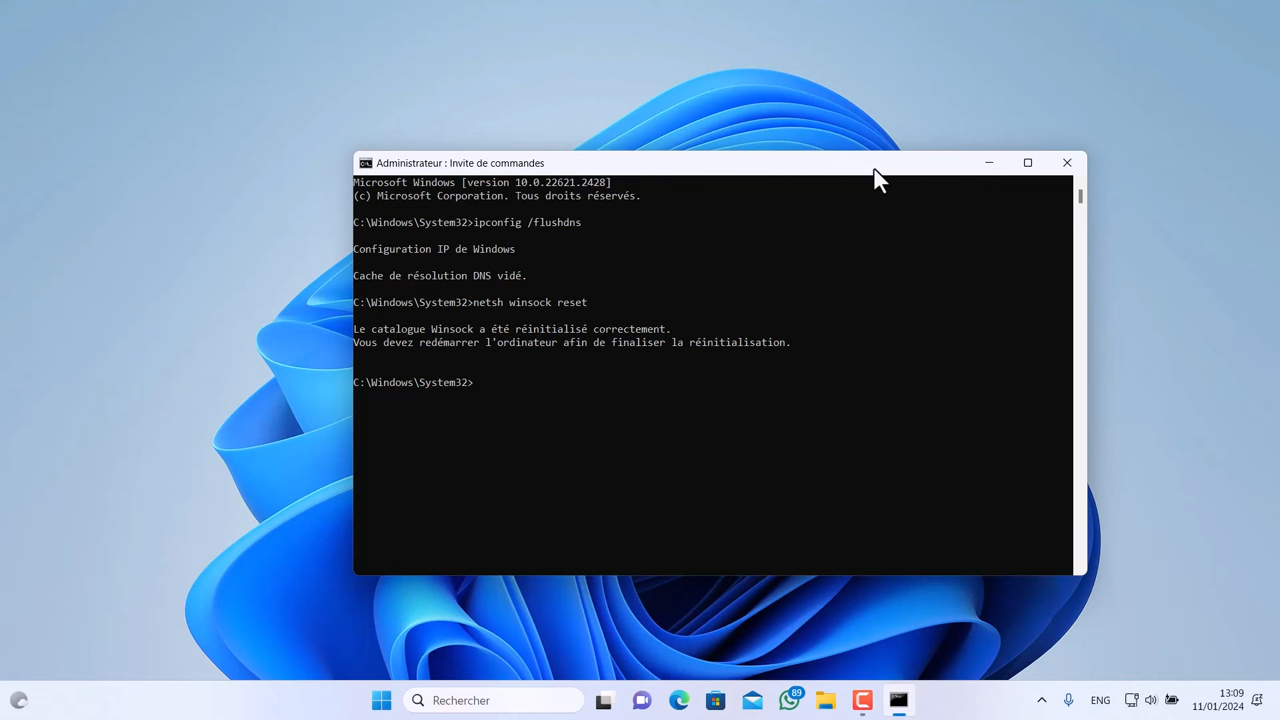 Administrateur : Invite de commandes
Microsoft Windows [version 10.0.22621.2428]
(c) Microsoft Corporation. Tous droits réservés.
C:\Windows\System32>ipconfig /flushdns
Configuration IP de Windows
Cache de résolution DNS vidé.
C:\Windows\System32>netsh winsock reset
Le catalogue Winsock a été réinitialisé correctement.
Vous devez redémarrer l'ordinateur afin de finaliser la réinitialisation.
C:\Windows\System32>
Rechercher
89
ENG
13:09
11/01/2024